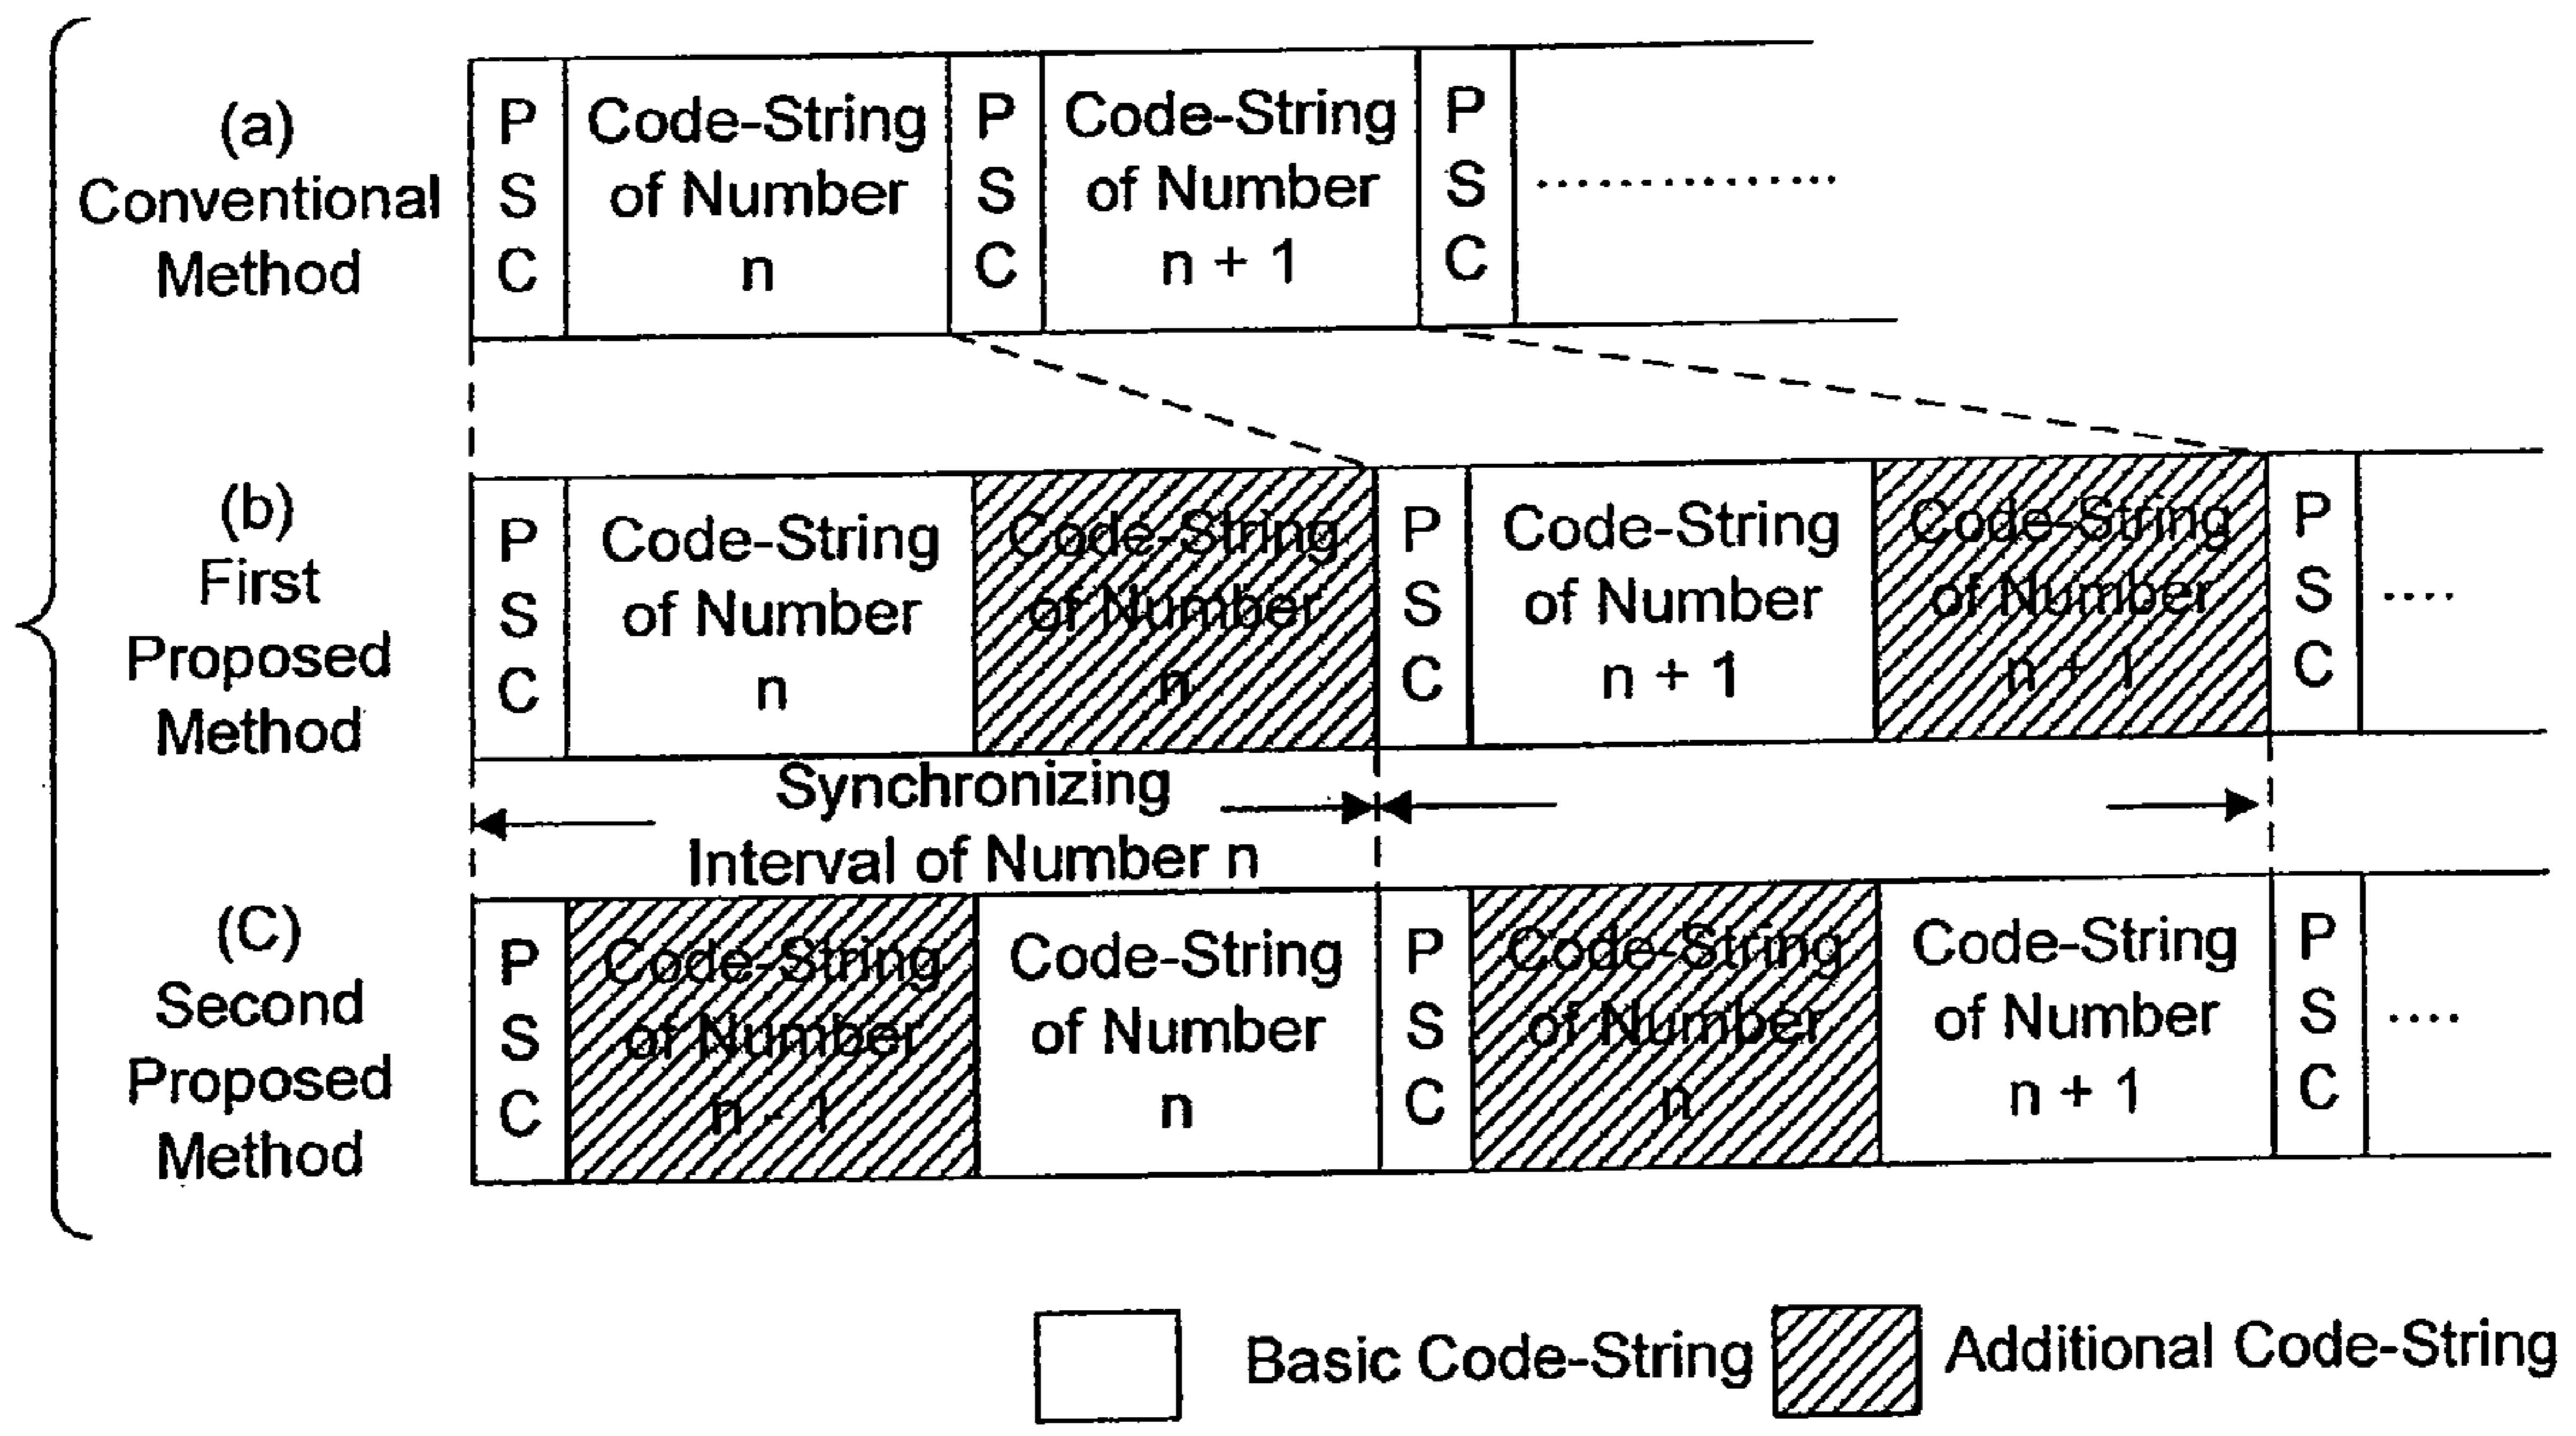 (a)
Conventional
Method
P
S
C
Code-String
of Number
n
P
S
C
Code-String
of Number
n + 1
P
S
C
...............
(b)
First
Proposed
Method
P
S
C
Code-String
of Number
n
Code-String
of Number
n
P
S
C
Code-String
of Number
n + 1
Code-String
of Number
n + 1
P
S
C
....
Synchronizing
Interval of Number n
(C)
Second
Proposed
Method
P
S
C
Code-String
of Number
n - 1
Code-String
of Number
n
P
S
C
Code-String
of Number
n
Code-String
of Number
n + 1
P
S
C
....
Basic Code-String
Additional Code-String